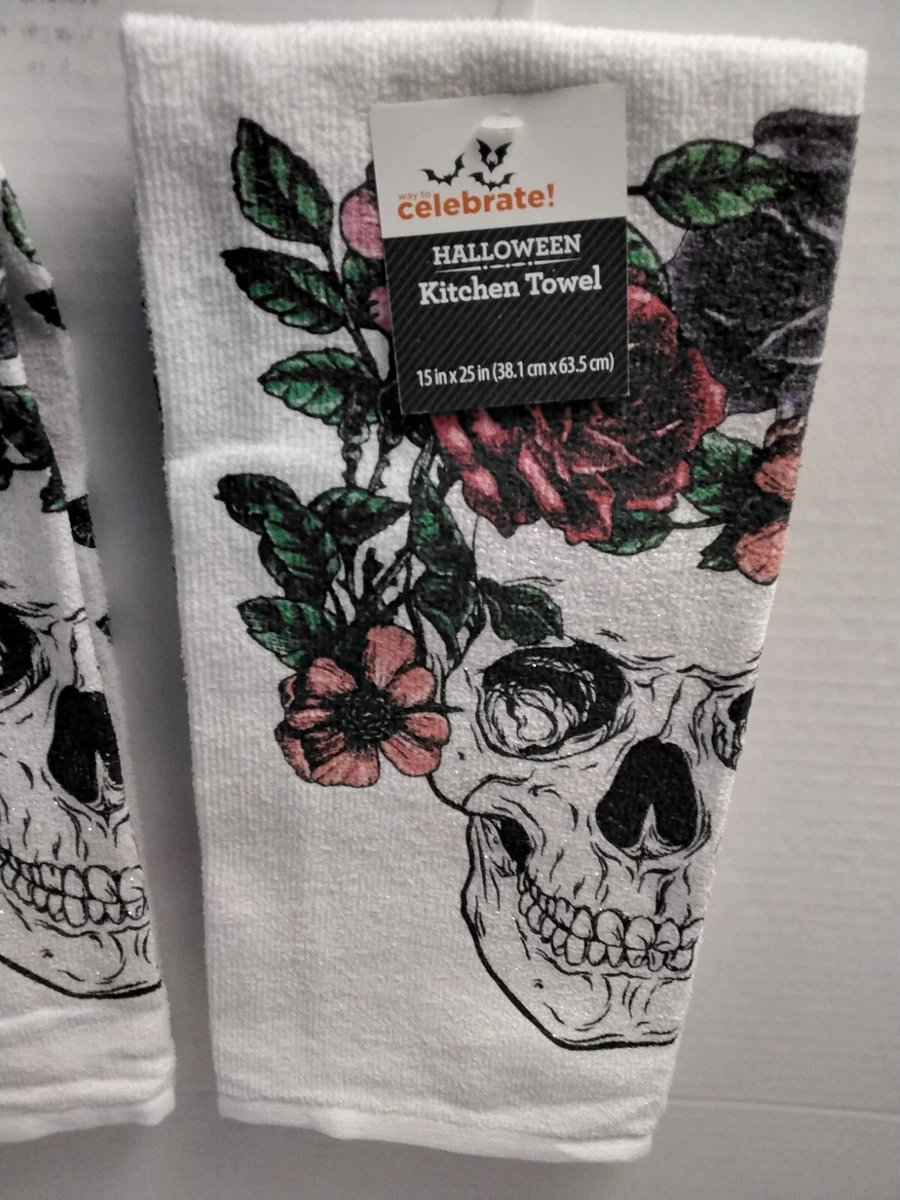 way to
celebrate!
HALLOWEEN
Kitchen Towel
15 in x 25 in (38.1 cm x 63.5 cm)